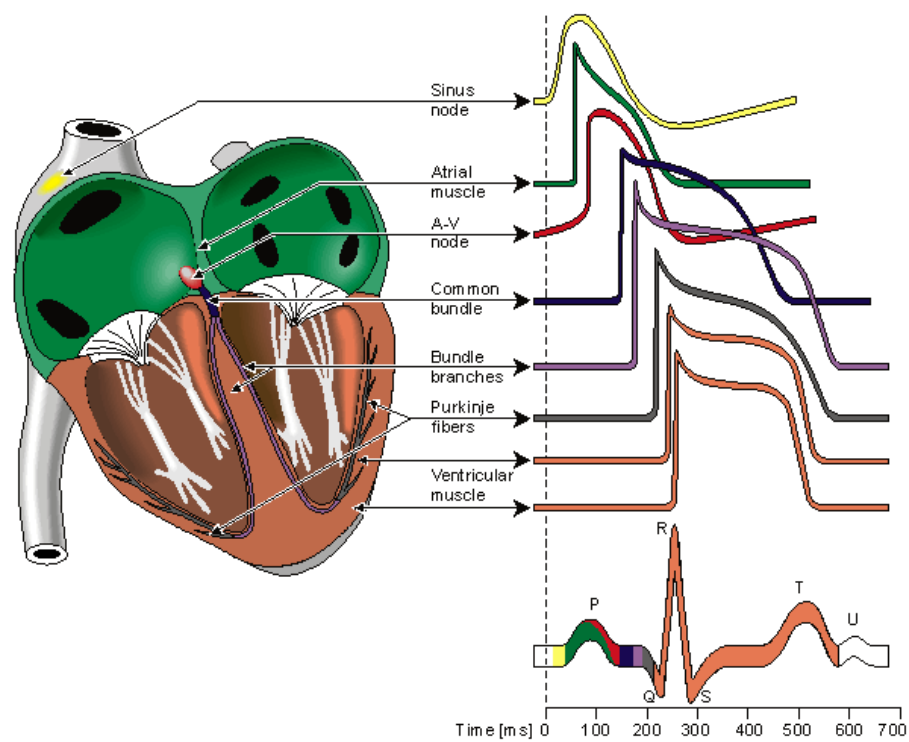 Sinus
node
Atrial
muscle
A-V
node
Common
bundle
Bundle
branches
Purkinje
fibers
Ventricular
muscle
R
P
T
U
Q
S
Time [ms]
0 100 200 300 400 500 600 700